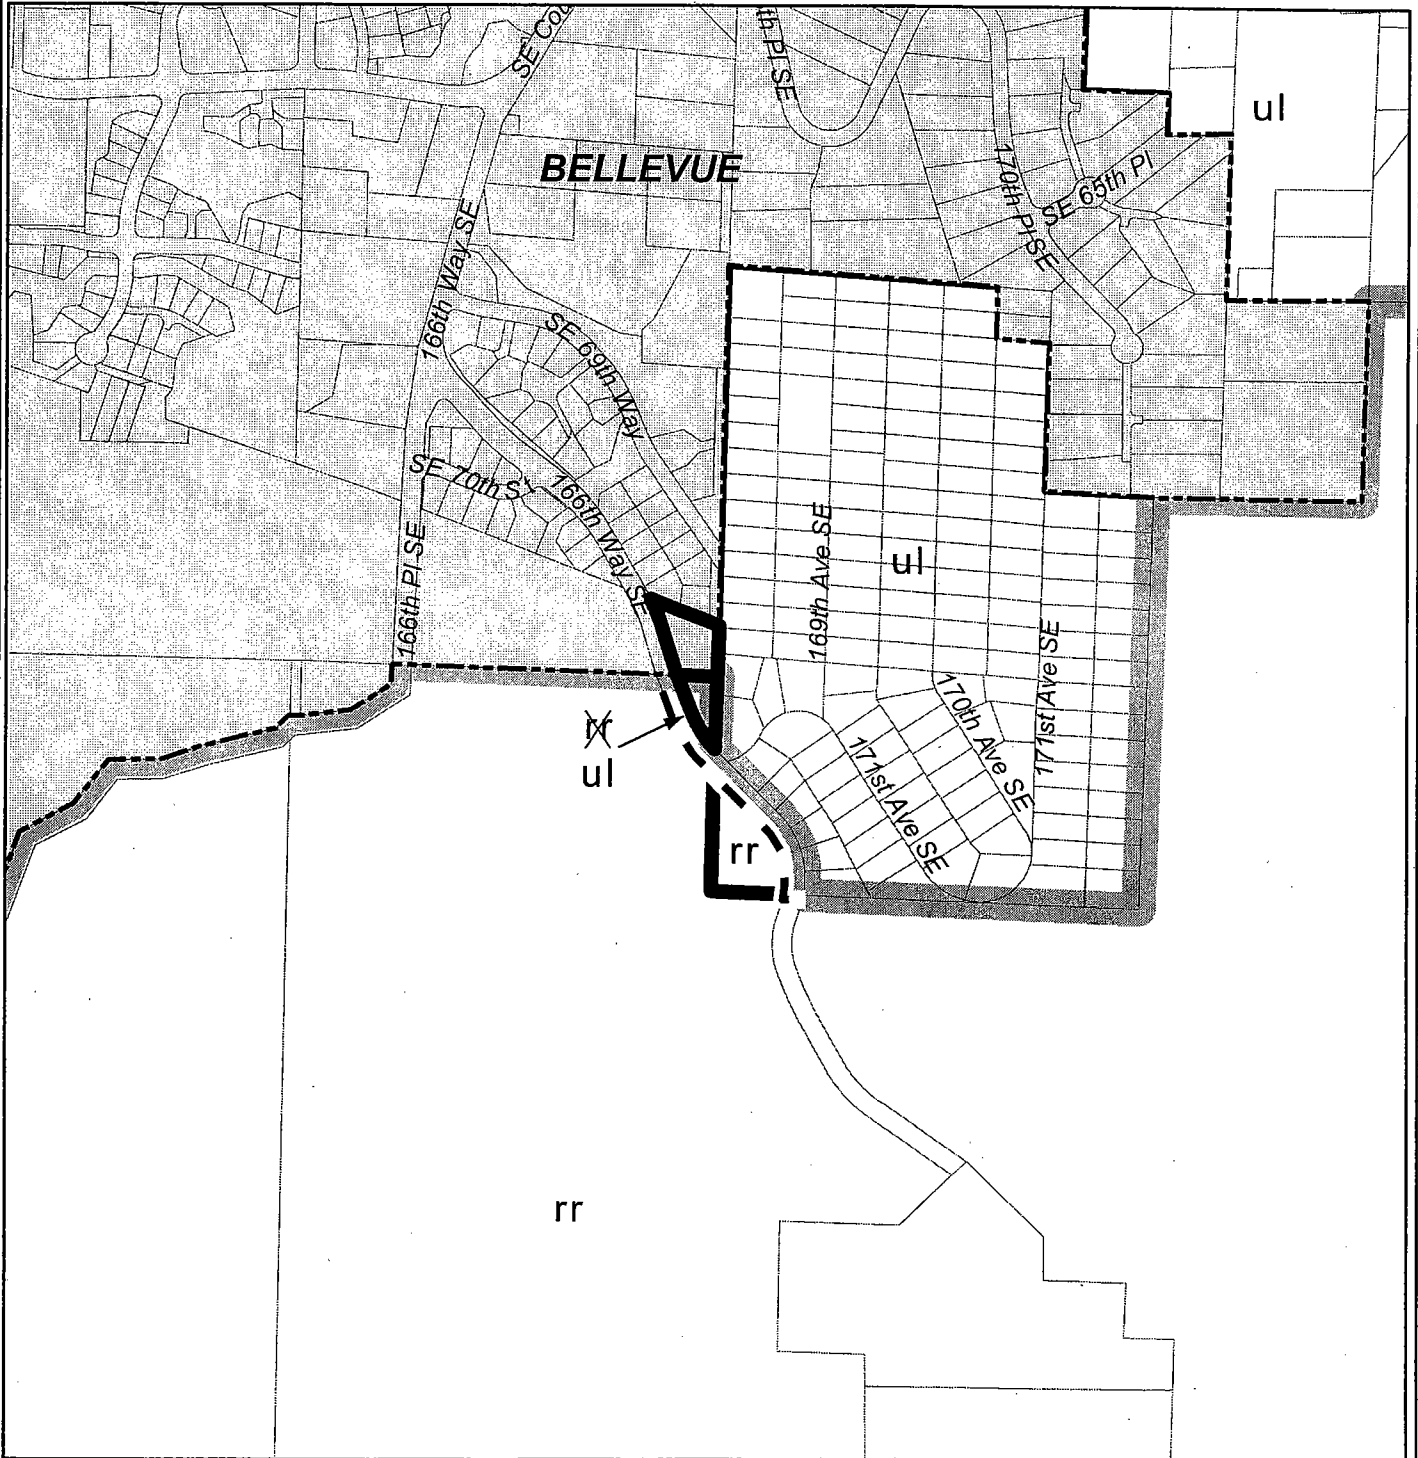 SE Cou
th Pl SE
ul
BELLEVUE
170th Pl SE
SE 65th Pl
166th Way SE
SE 69th Way
SE 70th St
166th Way SE
166th Pl SE
169th Ave SE
ul
171st Ave SE
170th Ave SE
171st Ave SE
rr
ul
rr
rr